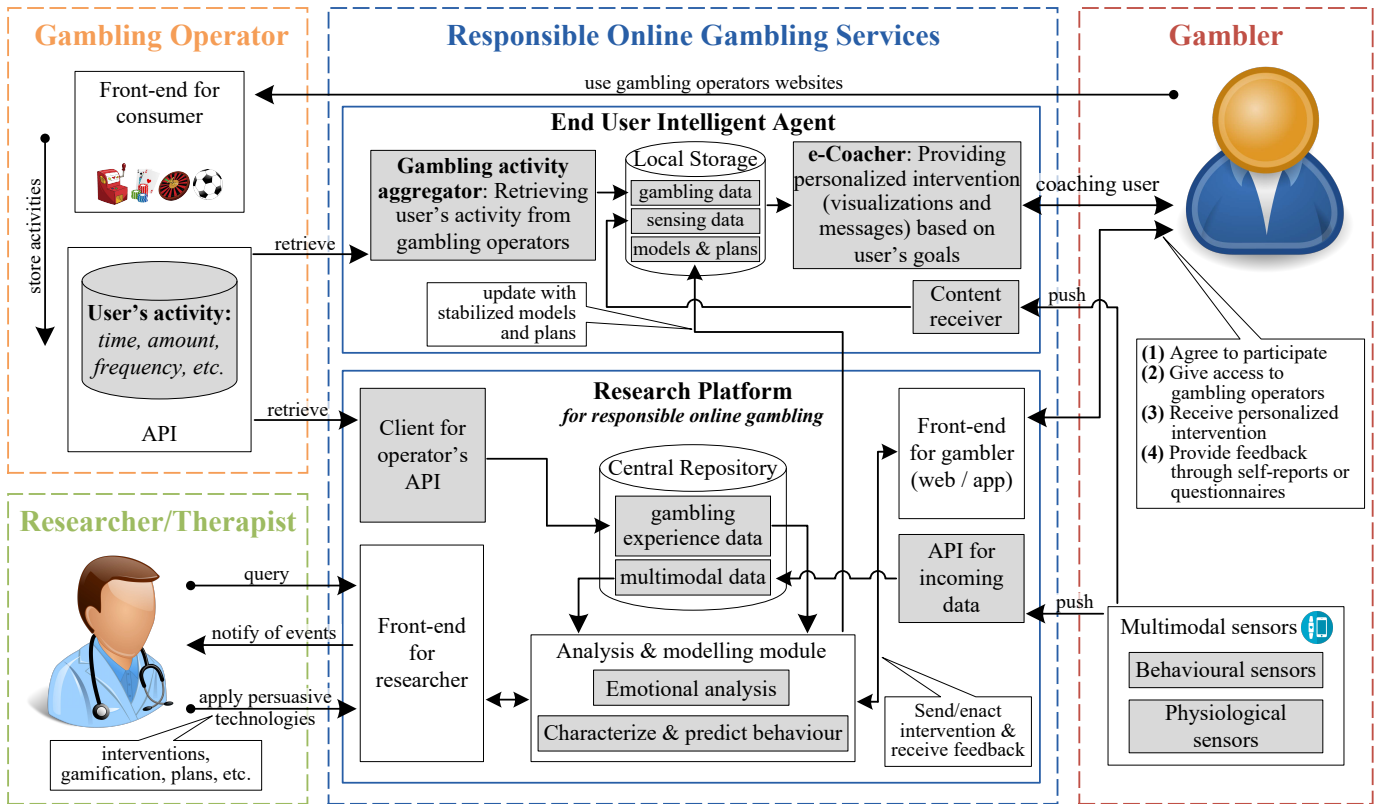 Gambling Operator
Front-end for
consumer
store activities
User's activity:
time, amount,
frequency, etc.
API
retrieve
retrieve
Researcher/Therapist
query
notify of events
apply persuasive
technologies
interventions,
gamification, plans, etc.
Responsible Online Gambling Services
use gambling operators websites
End User Intelligent Agent
Gambling activity
aggregator: Retrieving
user's activity from
gambling operators
Local Storage
gambling data
sensing data
models & plans
e-Coacher: Providing
personalized intervention
(visualizations and
messages) based on
user's goals
coaching user
update with
stabilized models
and plans
Content
receiver
push
Research Platform
for responsible online gambling
Client for
operator's
API
Central Repository
gambling
experience data
multimodal data
Front-end
for gambler
(web / app)
API for
incoming
data
push
Front-end
for
researcher
Analysis & modelling module
Emotional analysis
Characterize & predict behaviour
Send/enact
intervention &
receive feedback
Gambler
(1) Agree to participate
(2) Give access to
gambling operators
(3) Receive personalized
intervention
(4) Provide feedback
through self-reports or
questionnaires
Multimodal sensors
Behavioural sensors
Physiological
sensors